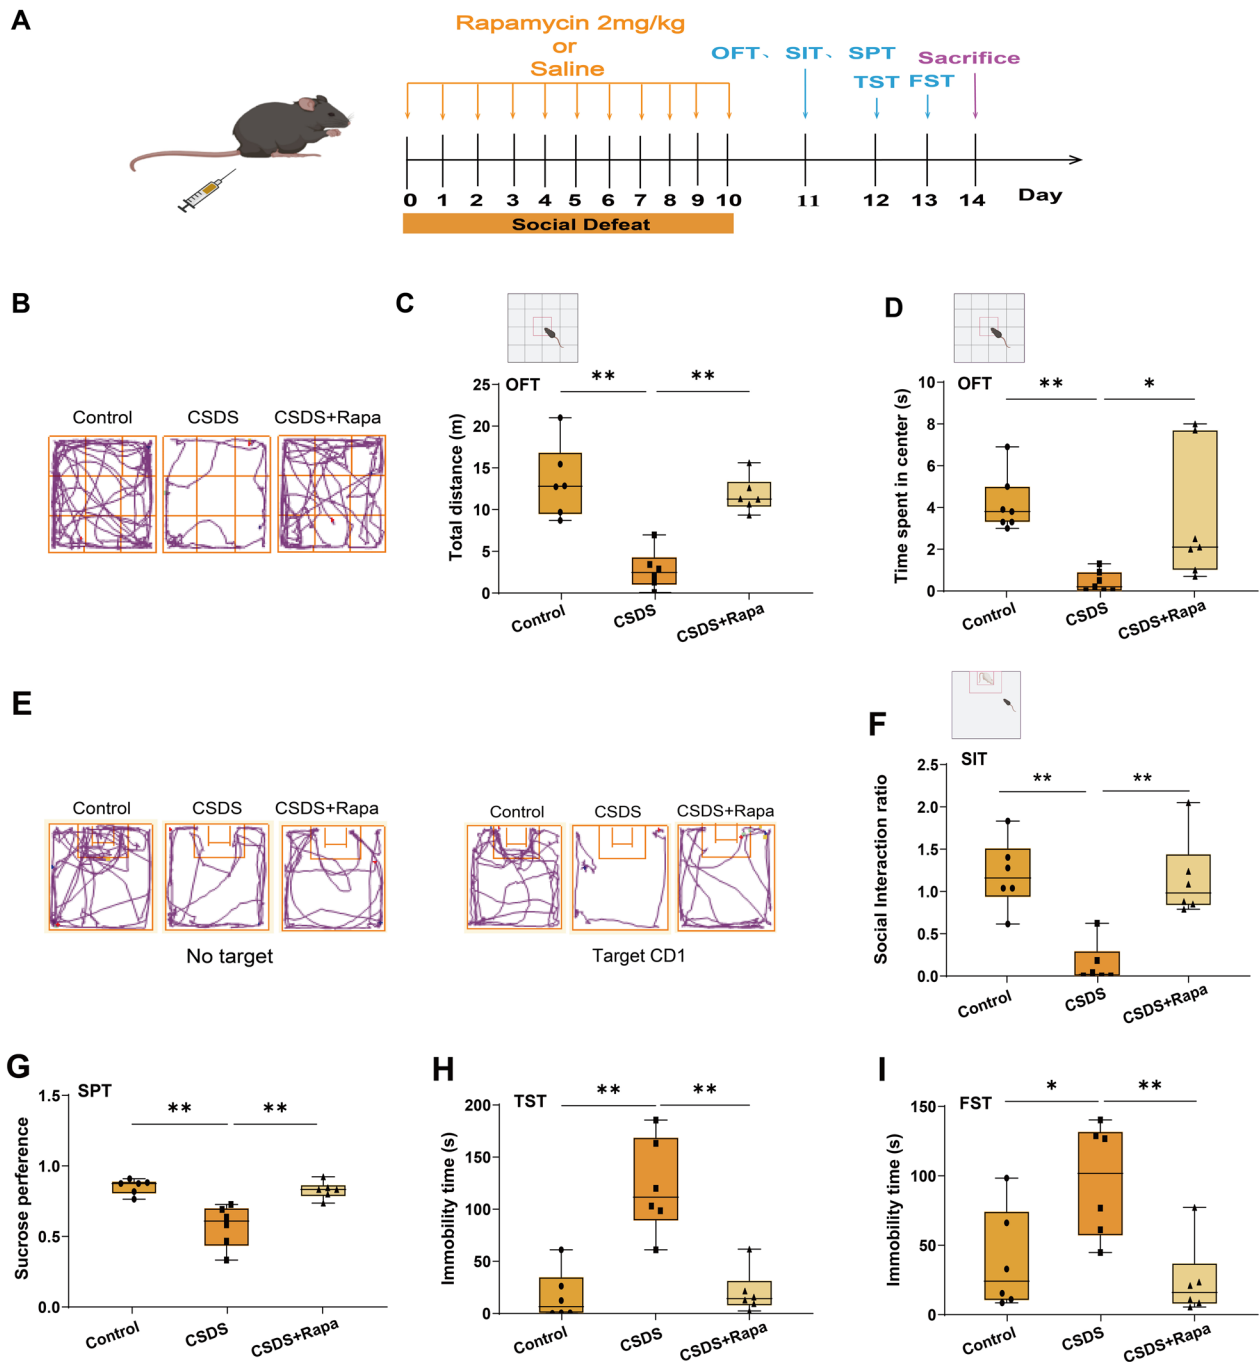 A
Rapamycin 2mg/kg
or
Saline
OFT、 SIT、 SPT
TST FST
Sacrifice
0 1 2 3 4 5 6 7 8 9 10 11 12 13 14 Day
Social Defeat
B
Control CSDS CSDS+Rapa
C
OFT
** **
Total distance (m)
25
20
15
10
5
0
Control CSDS CSDS+Rapa
D
OFT
** *
Time spent in center (s)
10
8
6
4
2
0
Control CSDS CSDS+Rapa
E
Control CSDS CSDS+Rapa
No target
Control CSDS CSDS+Rapa
Target CD1
F
SIT
** **
Social Interaction ratio
2.5
2.0
1.5
1.0
0.5
0.0
Control CSDS CSDS+Rapa
G
SPT
** **
Sucrose perference
1.5
1.0
0.5
0.0
Control CSDS CSDS+Rapa
H
TST
** **
Immobility time (s)
200
150
100
50
0
Control CSDS CSDS+Rapa
I
FST
* **
Immobility time (s)
150
100
50
0
Control CSDS CSDS+Rapa